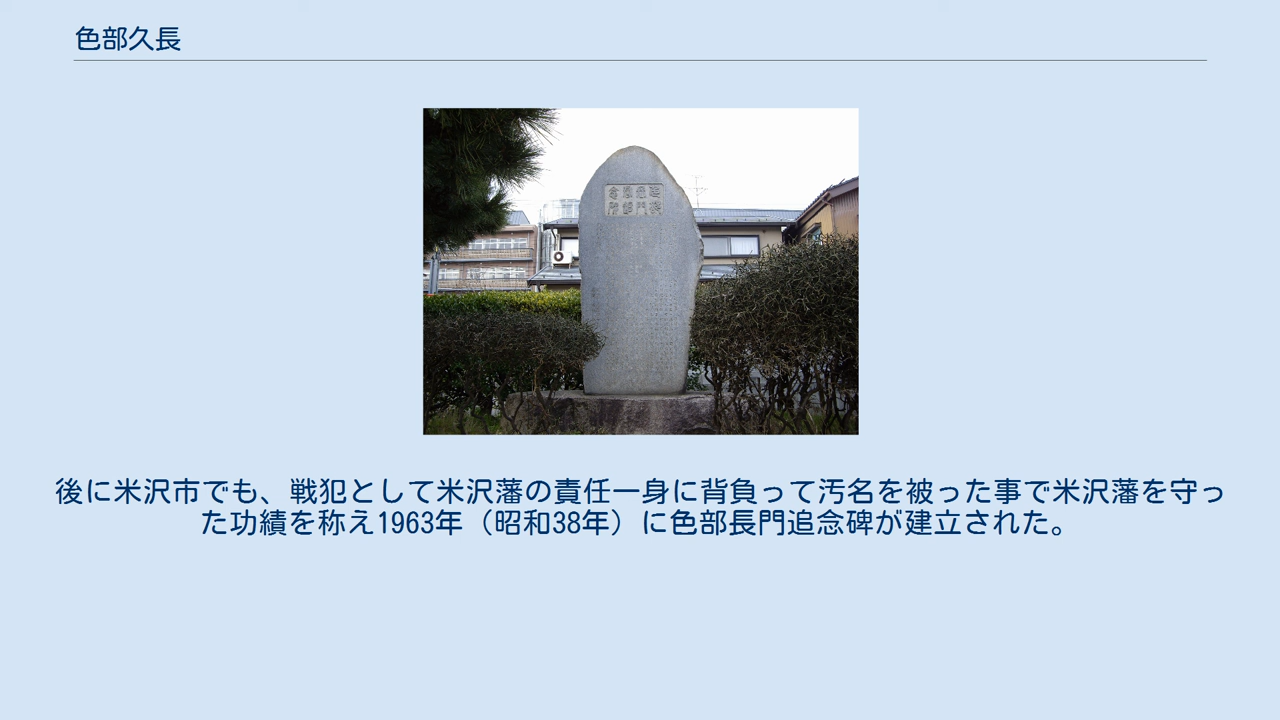 色部久長
後に米沢市でも、戦犯として米沢藩の責任一身に背負って汚名を被った事で米沢藩を守っ
た功績を称え1963年（昭和38年）に色部長門追念碑が建立された。